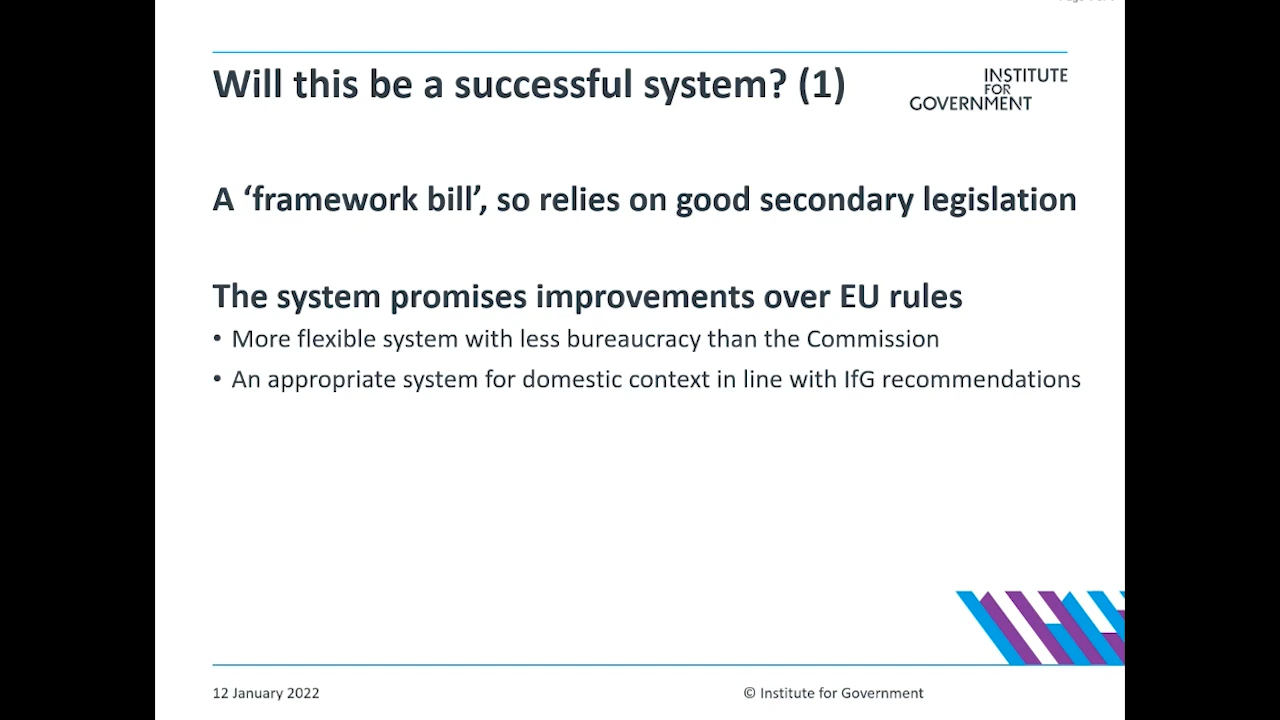 Will this be a successful system? (1)
INSTITUTE
FOR
GOVERNMENT
A ‘framework bill’, so relies on good secondary legislation
The system promises improvements over EU rules
• More flexible system with less bureaucracy than the Commission
• An appropriate system for domestic context in line with IfG recommendations
12 January 2022
© Institute for Government